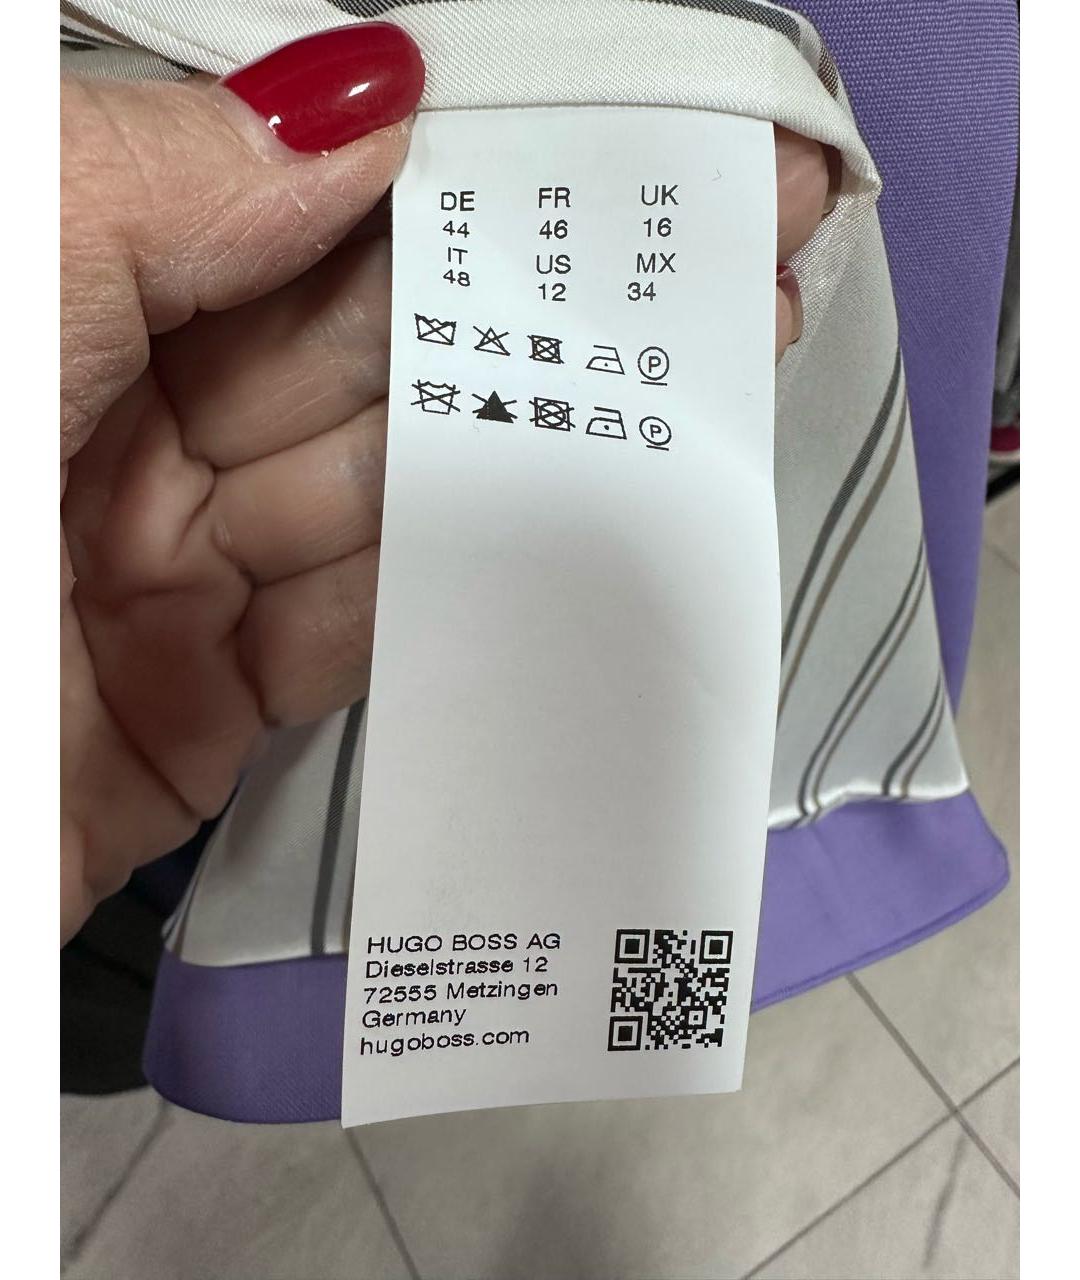 DE FR UK
44 46 16
IT US MX
48 12 34
P
P
HUGO BOSS AG
Dieselstrasse 12
72555 Metzingen
Germany
hugoboss.com